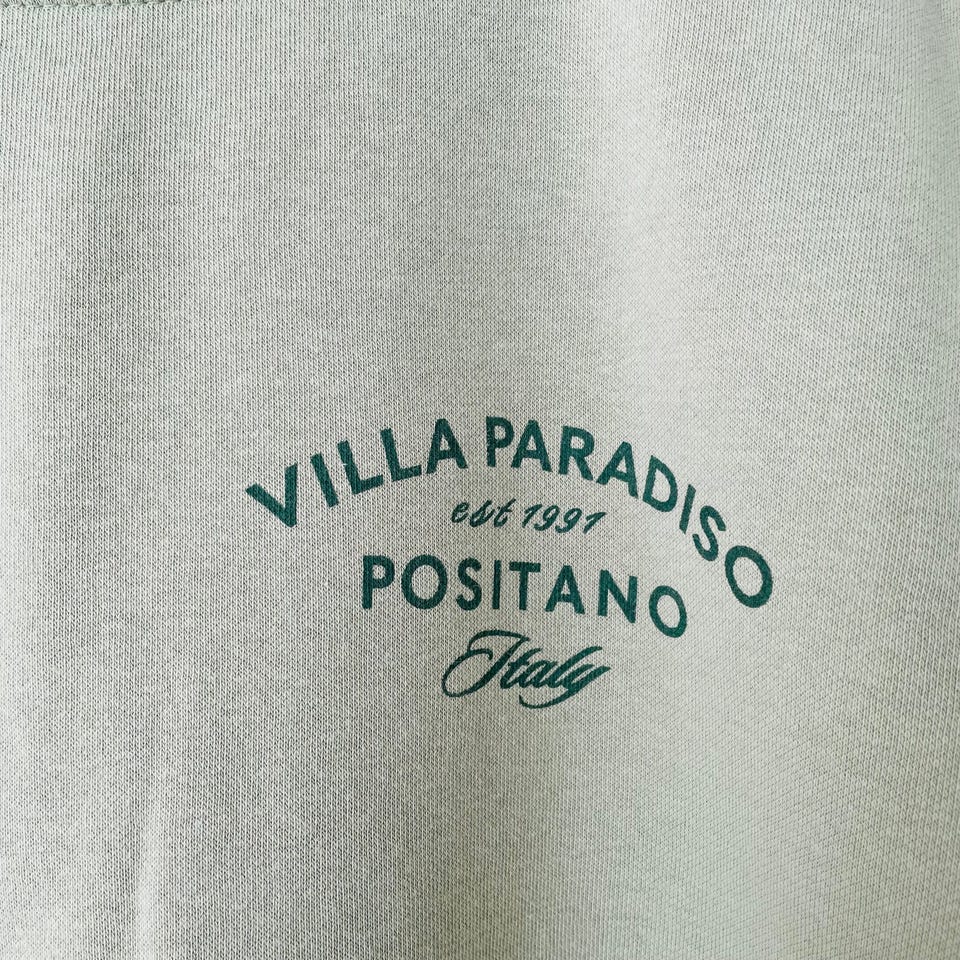 VILLA PARADISO
est 1991
POSITANO
Italy